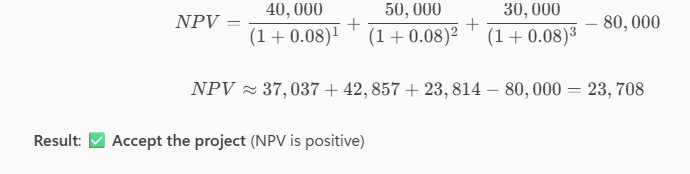 NPV = 40,000/(1 + 0.08)^1 + 50,000/(1 + 0.08)^2 + 30,000/(1 + 0.08)^3 − 80,000
NPV ≈ 37,037 + 42,857 + 23,814 − 80,000 = 23,708
Result: ✅ Accept the project (NPV is positive)